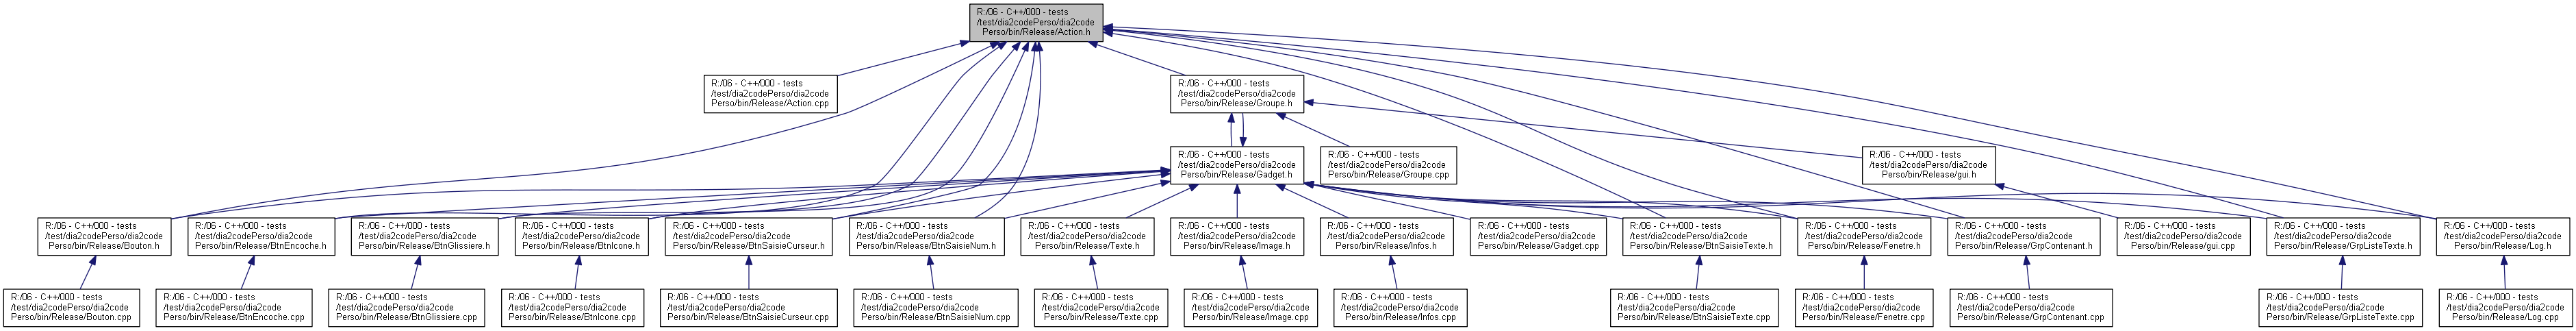 R:/06 - C++/000 - tests
/test/dia2codePerso/dia2code
Perso/bin/Release/Action.h
R:/06 - C++/000 - tests
/test/dia2codePerso/dia2code
Perso/bin/Release/Action.cpp
R:/06 - C++/000 - tests
/test/dia2codePerso/dia2code
Perso/bin/Release/Groupe.h
R:/06 - C++/000 - tests
/test/dia2codePerso/dia2code
Perso/bin/Release/Gadget.h
R:/06 - C++/000 - tests
/test/dia2codePerso/dia2code
Perso/bin/Release/Groupe.cpp
R:/06 - C++/000 - tests
/test/dia2codePerso/dia2code
Perso/bin/Release/gui.h
R:/06 - C++/000 - tests
/test/dia2codePerso/dia2code
Perso/bin/Release/Bouton.h
R:/06 - C++/000 - tests
/test/dia2codePerso/dia2code
Perso/bin/Release/BtnEncoche.h
R:/06 - C++/000 - tests
/test/dia2codePerso/dia2code
Perso/bin/Release/BtnGlissiere.h
R:/06 - C++/000 - tests
/test/dia2codePerso/dia2code
Perso/bin/Release/BtnIcone.h
R:/06 - C++/000 - tests
/test/dia2codePerso/dia2code
Perso/bin/Release/BtnSaisieCurseur.h
R:/06 - C++/000 - tests
/test/dia2codePerso/dia2code
Perso/bin/Release/BtnSaisieNum.h
R:/06 - C++/000 - tests
/test/dia2codePerso/dia2code
Perso/bin/Release/Texte.h
R:/06 - C++/000 - tests
/test/dia2codePerso/dia2code
Perso/bin/Release/Image.h
R:/06 - C++/000 - tests
/test/dia2codePerso/dia2code
Perso/bin/Release/Infos.h
R:/06 - C++/000 - tests
/test/dia2codePerso/dia2code
Perso/bin/Release/Gadget.cpp
R:/06 - C++/000 - tests
/test/dia2codePerso/dia2code
Perso/bin/Release/BtnSaisieTexte.h
R:/06 - C++/000 - tests
/test/dia2codePerso/dia2code
Perso/bin/Release/Fenetre.h
R:/06 - C++/000 - tests
/test/dia2codePerso/dia2code
Perso/bin/Release/GrpContenant.h
R:/06 - C++/000 - tests
/test/dia2codePerso/dia2code
Perso/bin/Release/gui.cpp
R:/06 - C++/000 - tests
/test/dia2codePerso/dia2code
Perso/bin/Release/GrpListeTexte.h
R:/06 - C++/000 - tests
/test/dia2codePerso/dia2code
Perso/bin/Release/Log.h
R:/06 - C++/000 - tests
/test/dia2codePerso/dia2code
Perso/bin/Release/Bouton.cpp
R:/06 - C++/000 - tests
/test/dia2codePerso/dia2code
Perso/bin/Release/BtnEncoche.cpp
R:/06 - C++/000 - tests
/test/dia2codePerso/dia2code
Perso/bin/Release/BtnGlissiere.cpp
R:/06 - C++/000 - tests
/test/dia2codePerso/dia2code
Perso/bin/Release/BtnIcone.cpp
R:/06 - C++/000 - tests
/test/dia2codePerso/dia2code
Perso/bin/Release/BtnSaisieCurseur.cpp
R:/06 - C++/000 - tests
/test/dia2codePerso/dia2code
Perso/bin/Release/BtnSaisieNum.cpp
R:/06 - C++/000 - tests
/test/dia2codePerso/dia2code
Perso/bin/Release/Texte.cpp
R:/06 - C++/000 - tests
/test/dia2codePerso/dia2code
Perso/bin/Release/Image.cpp
R:/06 - C++/000 - tests
/test/dia2codePerso/dia2code
Perso/bin/Release/Infos.cpp
R:/06 - C++/000 - tests
/test/dia2codePerso/dia2code
Perso/bin/Release/BtnSaisieTexte.cpp
R:/06 - C++/000 - tests
/test/dia2codePerso/dia2code
Perso/bin/Release/Fenetre.cpp
R:/06 - C++/000 - tests
/test/dia2codePerso/dia2code
Perso/bin/Release/GrpContenant.cpp
R:/06 - C++/000 - tests
/test/dia2codePerso/dia2code
Perso/bin/Release/GrpListeTexte.cpp
R:/06 - C++/000 - tests
/test/dia2codePerso/dia2code
Perso/bin/Release/Log.cpp